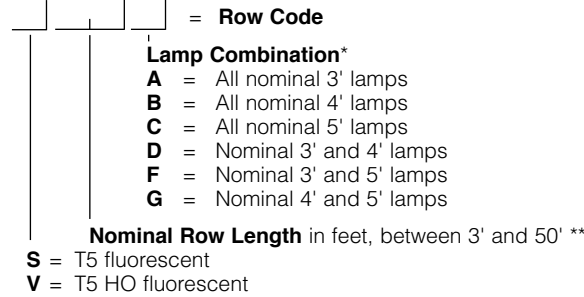 = Row Code
Lamp Combination*
A = All nominal 3' lamps
B = All nominal 4' lamps
C = All nominal 5' lamps
D = Nominal 3' and 4' lamps
F = Nominal 3' and 5' lamps
G = Nominal 4' and 5' lamps
Nominal Row Length in feet, between 3' and 50' **
S = T5 fluorescent
V = T5 HO fluorescent